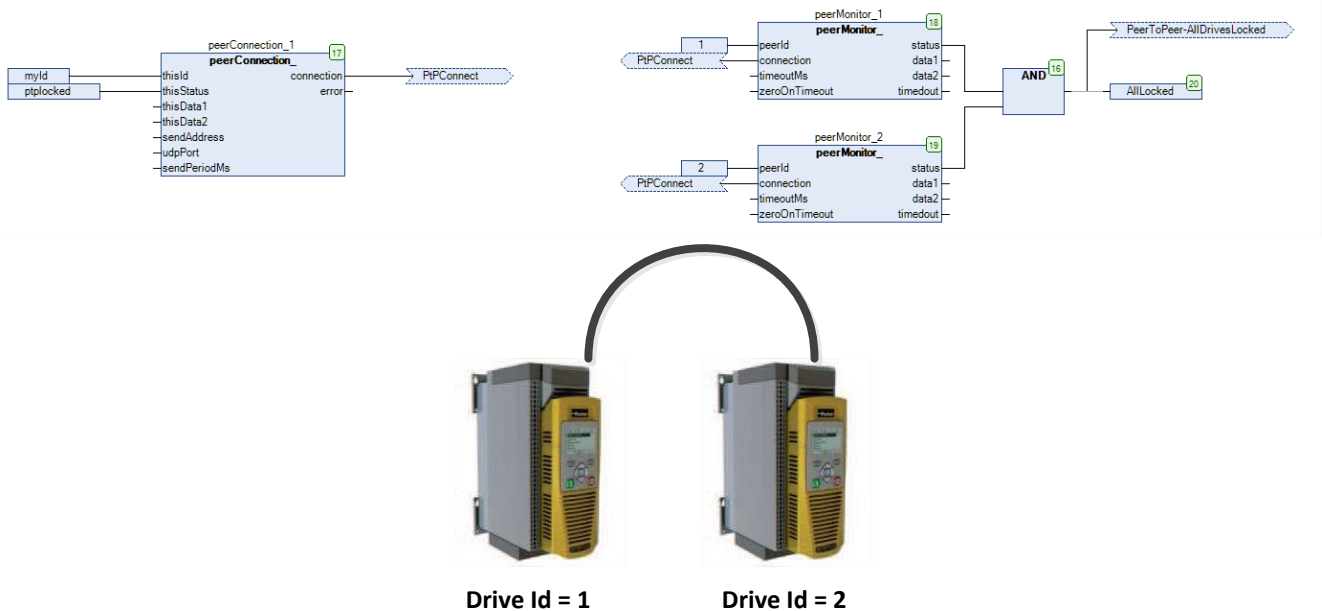 peerConnection_1
17
peerConnection_
myId
thisId
connection
PtPConnect
ptplocked
thisStatus
error
thisData1
thisData2
sendAddress
udpPort
sendPeriodMs
peerMonitor_1
18
peerMonitor_
1
peerId
status
PtPConnect
connection
data1
timeoutMs
data2
zeroOnTimeout
timedout
AND
16
PeerToPeer-AllDrivesLocked
AllLocked
20
peerMonitor_2
19
peerMonitor_
2
peerId
status
PtPConnect
connection
data1
timeoutMs
data2
zeroOnTimeout
timedout
Drive Id = 1
Drive Id = 2